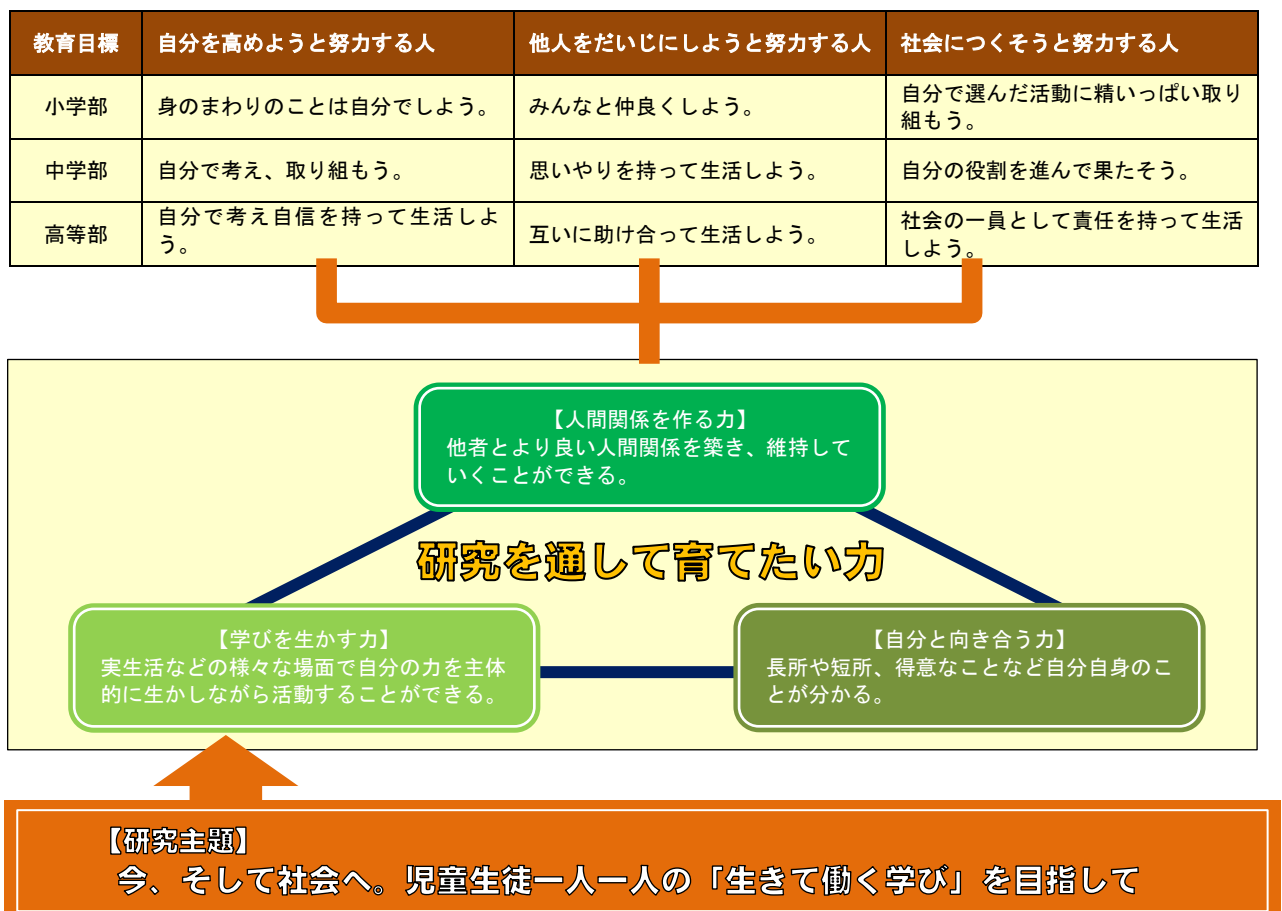 教育目標 自分を高めようと努力する人 他人をだいじにしようと努力する人 社会につくそうと努力する人
小学部 身のまわりのことは自分でしよう。 みんなと仲良くしよう。 自分で選んだ活動に精いっぱい取り
組もう。
中学部 自分で考え、取り組もう。 思いやりを持って生活しよう。 自分の役割を進んで果たそう。
高等部 自分で考え自信を持って生活しよ
う。
互いに助け合って生活しよう。
社会の一員として責任を持って生活
しよう。
【人間関係を作る力】
他者とより良い人間関係を築き、維持して
いくことができる。
研究を通して育てたい力
【学びを生かす力】
実生活などの様々な場面で自分の力を主体
的に生かしながら活動することができる。
【自分と向き合う力】
長所や短所、得意なことなど自分自身のこ
とが分かる。
【研究主題】
今、そして社会へ。児童生徒一人一人の「生きて働く学び」を目指して